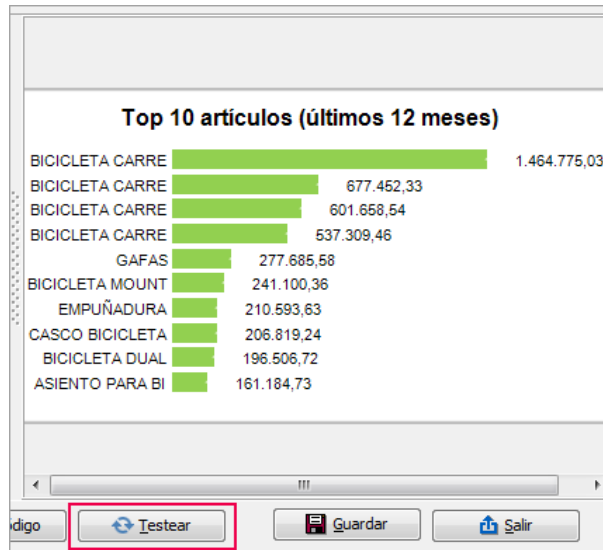 Top 10 artículos (últimos 12 meses)
BICICLETA CARRE 1.464.775,03
BICICLETA CARRE 677.452,33
BICICLETA CARRE 601.658,54
BICICLETA CARRE 537.309,46
GAFAS 277.685,58
BICICLETA MOUNT 241.100,36
EMPUÑADURA 210.593,63
CASCO BICICLETA 206.819,24
BICICLETA DUAL 196.506,72
ASIENTO PARA BI 161.184,73
ódigo Testear Guardar Salir